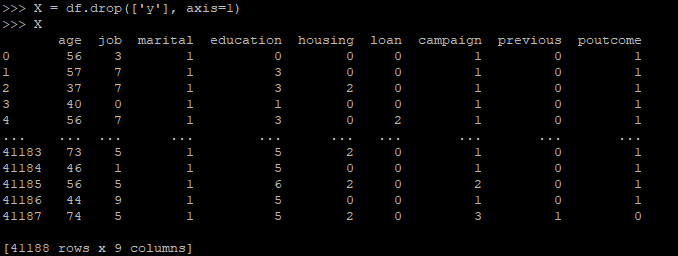 >>> X = df.drop(['y'], axis=1)
>>> X
       age  job  marital  education  housing  loan  campaign  previous  poutcome
0       56    3        1          0        0     0         1         0         1
1       57    7        1          3        0     0         1         0         1
2       37    7        1          3        2     0         1         0         1
3       40    0        1          1        0     0         1         0         1
4       56    7        1          3        0     2         1         0         1
...    ...  ...      ...        ...      ...   ...       ...       ...       ...
41183   73    5        1          5        2     0         1         0         1
41184   46    1        1          5        0     0         1         0         1
41185   56    5        1          6        2     0         2         0         1
41186   44    9        1          5        0     0         1         0         1
41187   74    5        1          5        2     0         3         1         0
[41188 rows x 9 columns]